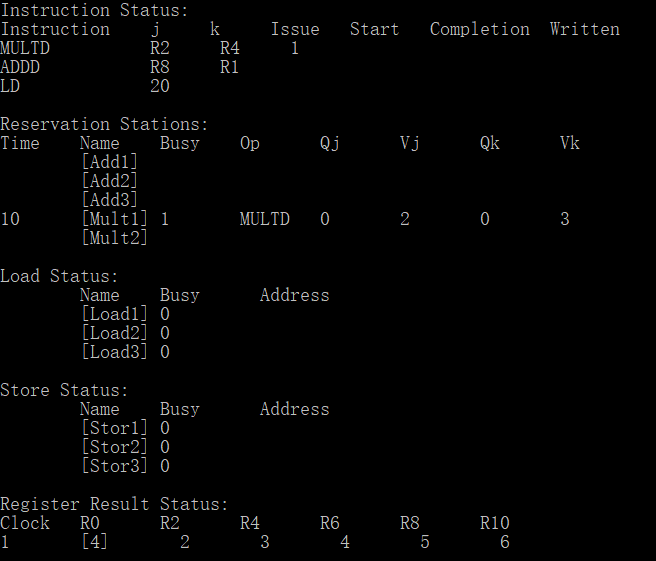 Instruction Status:
Instruction j k Issue Start Completion Written
MULTD R2 R4 1
ADDD R8 R1
LD 20
Reservation Stations:
Time Name Busy Op Qj Vj Qk Vk
[Add1]
[Add2]
[Add3]
10 [Mult1] 1 MULTD 0 2 0 3
[Mult2]
Load Status:
Name Busy Address
[Load1] 0
[Load2] 0
[Load3] 0
Store Status:
Name Busy Address
[Stor1] 0
[Stor2] 0
[Stor3] 0
Register Result Status:
Clock R0 R2 R4 R6 R8 R10
1 [4] 2 3 4 5 6